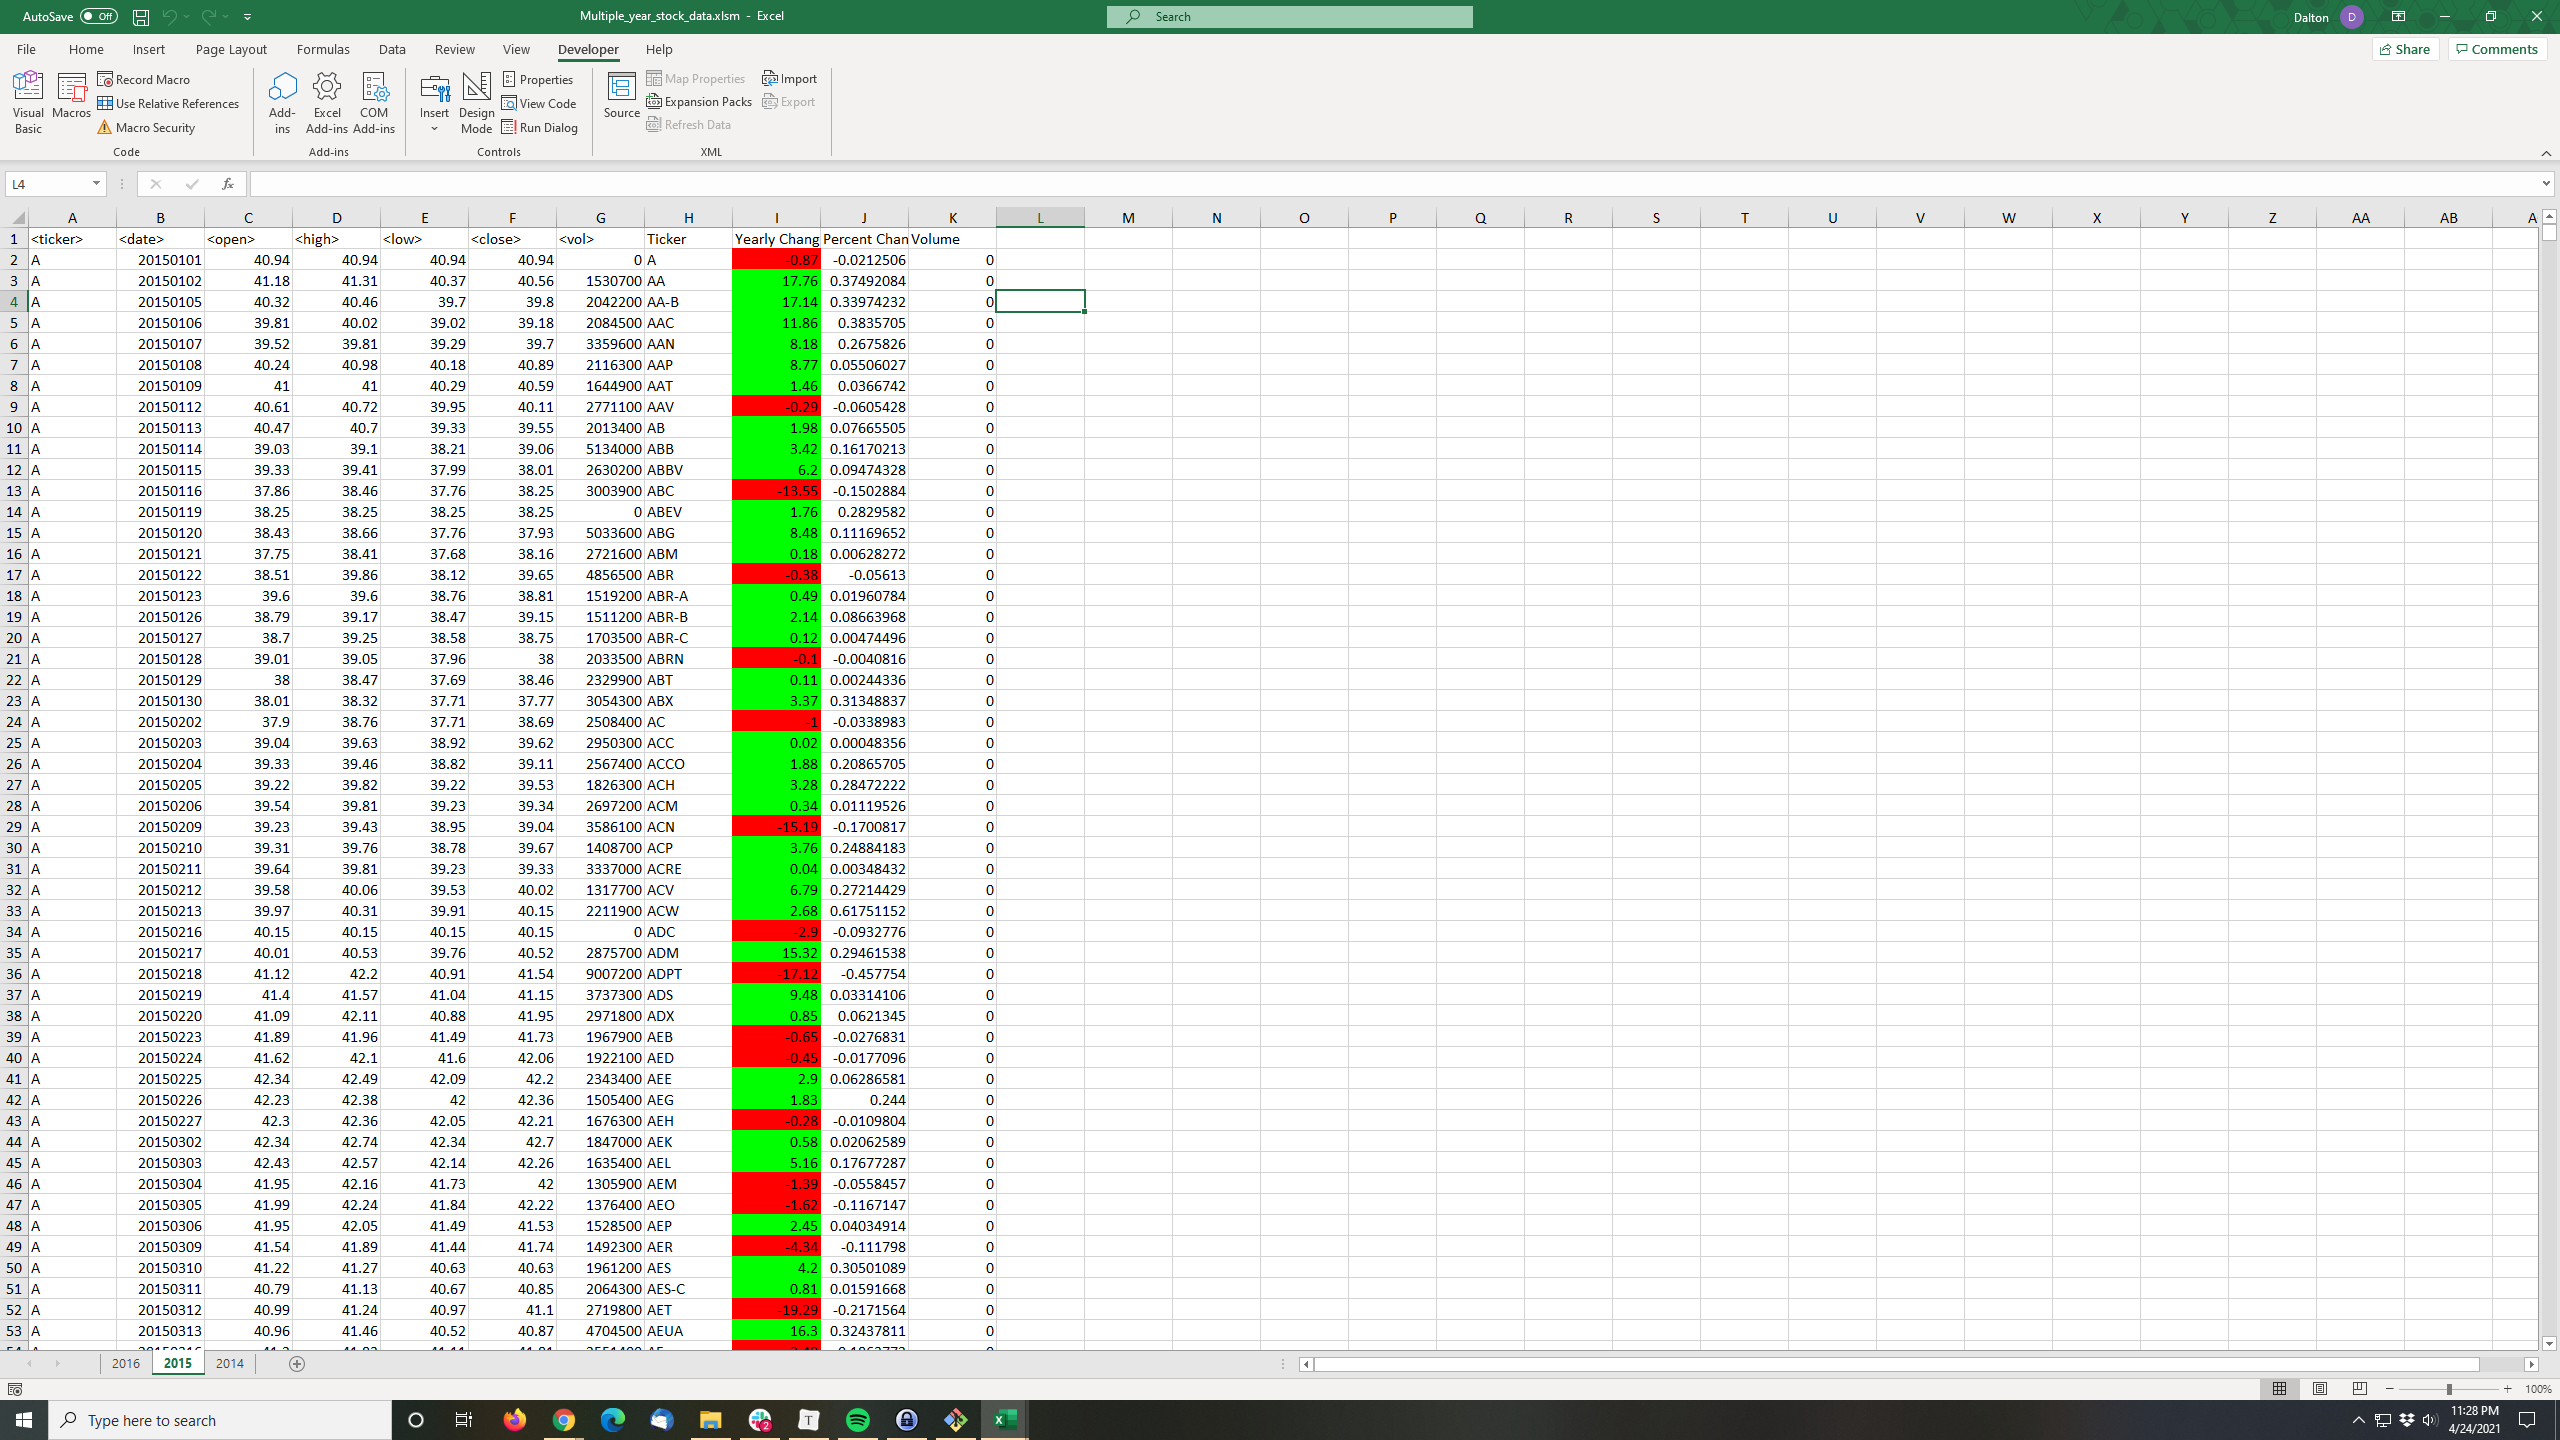 AutoSave Off Multiple_year_stock_data.xlsm - Excel Search Dalton D
File Home Insert Page Layout Formulas Data Review View Developer Help Share Comments
Visual Basic Macros Record Macro Use Relative References Macro Security Add-ins Excel Add-ins COM Add-ins Insert Design Mode Properties View Code Run Dialog Source Map Properties Expansion Packs Refresh Data Import Export
Code Add-ins Controls XML
L4 fx
A B C D E F G H I J K L M N O P Q R S T U V W X Y Z AA AB A
1 <ticker> <date> <open> <high> <low> <close> <vol> Ticker Yearly Chang Percent Chan Volume
2 A 20150101 40.94 40.94 40.94 40.94 0 A -0.87 -0.0212506 0
3 A 20150102 41.18 41.31 40.37 40.56 1530700 AA 17.76 0.37492084 0
4 A 20150105 40.32 40.46 39.7 39.8 2042200 AA-B 17.14 0.33974232 0
5 A 20150106 39.81 40.02 39.02 39.18 2084500 AAC 11.86 0.3835705 0
6 A 20150107 39.52 39.81 39.29 39.7 3359600 AAN 8.18 0.2675826 0
7 A 20150108 40.24 40.98 40.18 40.89 2116300 AAP 8.77 0.05506027 0
8 A 20150109 41 41 40.29 40.59 1644900 AAT 1.46 0.0366742 0
9 A 20150112 40.61 40.72 39.95 40.11 2771100 AAV -0.29 -0.0605428 0
10 A 20150113 40.47 40.7 39.33 39.55 2013400 AB 1.98 0.07665505 0
11 A 20150114 39.03 39.1 38.21 39.06 5134000 ABB 3.42 0.16170213 0
12 A 20150115 39.33 39.41 37.99 38.01 2630200 ABBV 6.2 0.09474328 0
13 A 20150116 37.86 38.46 37.76 38.25 3003900 ABC -13.55 -0.1502884 0
14 A 20150119 38.25 38.25 38.25 38.25 0 ABEV 1.76 0.2829582 0
15 A 20150120 38.43 38.66 37.76 37.93 5033600 ABG 8.48 0.11169652 0
16 A 20150121 37.75 38.41 37.68 38.16 2721600 ABM 0.18 0.00628272 0
17 A 20150122 38.51 39.86 38.12 39.65 4856500 ABR -0.38 -0.05613 0
18 A 20150123 39.6 39.6 38.76 38.81 1519200 ABR-A 0.49 0.01960784 0
19 A 20150126 38.79 39.17 38.47 39.15 1511200 ABR-B 2.14 0.08663968 0
20 A 20150127 38.7 39.25 38.58 38.75 1703500 ABR-C 0.12 0.00474496 0
21 A 20150128 39.01 39.05 37.96 38 2033500 ABRN -0.1 -0.0040816 0
22 A 20150129 38 38.47 37.69 38.46 2329900 ABT 0.11 0.00244336 0
23 A 20150130 38.01 38.32 37.71 37.77 3054300 ABX 3.37 0.31348837 0
24 A 20150202 37.9 38.76 37.71 38.69 2508400 AC -1 -0.0338983 0
25 A 20150203 39.04 39.63 38.92 39.62 2950300 ACC 0.02 0.00048356 0
26 A 20150204 39.33 39.46 38.82 39.11 2567400 ACCO 1.88 0.20865705 0
27 A 20150205 39.22 39.82 39.22 39.53 1826300 ACH 3.28 0.28472222 0
28 A 20150206 39.54 39.81 39.23 39.34 2697200 ACM 0.34 0.01119526 0
29 A 20150209 39.23 39.43 38.95 39.04 3586100 ACN -15.19 -0.1700817 0
30 A 20150210 39.31 39.76 38.78 39.67 1408700 ACP 3.76 0.24884183 0
31 A 20150211 39.64 39.81 39.23 39.33 3337000 ACRE 0.04 0.00348432 0
32 A 20150212 39.58 40.06 39.53 40.02 1317700 ACV 6.79 0.27214429 0
33 A 20150213 39.97 40.31 39.91 40.15 2211900 ACW 2.68 0.61751152 0
34 A 20150216 40.15 40.15 40.15 40.15 0 ADC -2.9 -0.0932776 0
35 A 20150217 40.01 40.53 39.76 40.52 2875700 ADM 15.32 0.29461538 0
36 A 20150218 41.12 42.2 40.91 41.54 9007200 ADPT -17.12 -0.457754 0
37 A 20150219 41.4 41.57 41.04 41.15 3737300 ADS 9.48 0.03314106 0
38 A 20150220 41.09 42.11 40.88 41.95 2971800 ADX 0.85 0.0621345 0
39 A 20150223 41.89 41.96 41.49 41.73 1967900 AEB -0.65 -0.0276831 0
40 A 20150224 41.62 42.1 41.6 42.06 1922100 AED -0.45 -0.0177096 0
41 A 20150225 42.34 42.49 42.09 42.2 2343400 AEE 2.9 0.06286581 0
42 A 20150226 42.23 42.38 42 42.36 1505400 AEG 1.83 0.244 0
43 A 20150227 42.3 42.36 42.05 42.21 1676300 AEH -0.28 -0.0109804 0
44 A 20150302 42.34 42.74 42.34 42.7 1847000 AEK 0.58 0.02062589 0
45 A 20150303 42.43 42.57 42.14 42.26 1635400 AEL 5.16 0.17677287 0
46 A 20150304 41.95 42.16 41.73 42 1305900 AEM -1.39 -0.0558457 0
47 A 20150305 41.99 42.24 41.84 42.22 1376400 AEO -1.62 -0.1167147 0
48 A 20150306 41.95 42.05 41.49 41.53 1528500 AEP 2.45 0.04034914 0
49 A 20150309 41.54 41.89 41.44 41.74 1492300 AER -4.34 -0.111798 0
50 A 20150310 41.22 41.27 40.63 40.63 1961200 AES 4.2 0.30501089 0
51 A 20150311 40.79 41.13 40.67 40.85 2064300 AES-C 0.81 0.01591668 0
52 A 20150312 40.99 41.24 40.97 41.1 2719800 AET -19.29 -0.2171564 0
53 A 20150313 40.96 41.46 40.52 40.87 4704500 AEUA 16.3 0.32437811 0
2016 2015 2014
100%
Type here to search 2 T 11:28 PM
4/24/2021